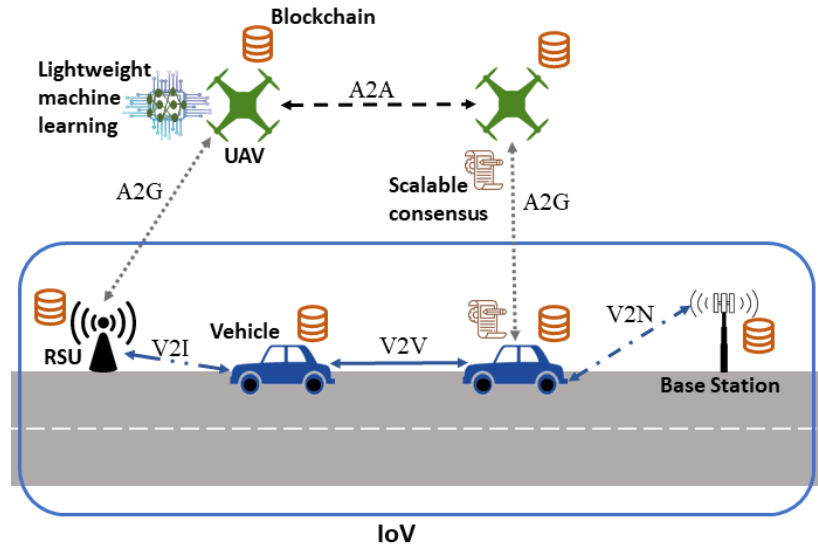 Blockchain
Lightweight
machine
learning
A2A
UAV
A2G
Scalable
consensus
A2G
RSU
V2I
Vehicle
V2V
V2N
Base Station
IoV